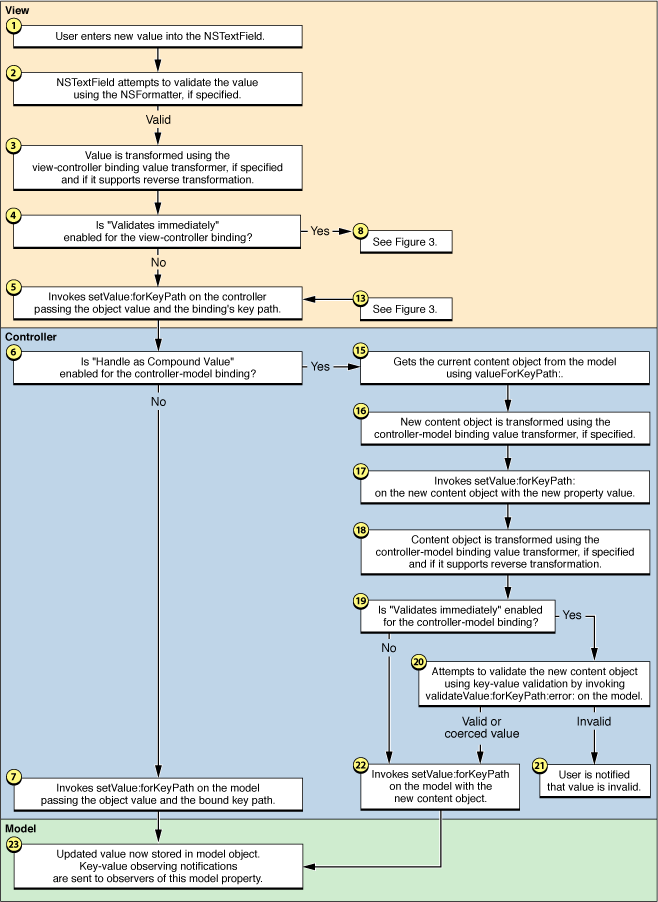 View
1
User enters new value into the NSTextField.
2
NSTextField attempts to validate the value
using the NSFormatter, if specified.
Valid
3
Value is transformed using the
view-controller binding value transformer, if specified
and if it supports reverse transformation.
4
Is "Validates immediately"
enabled for the view-controller binding?
Yes
8
See Figure 3.
No
5
Invokes setValue:forKeyPath on the controller
passing the object value and the binding's key path.
13
See Figure 3.
Controller
6
Is "Handle as Compound Value"
enabled for the controller-model binding?
Yes
15
Gets the current content object from the model
using valueForKeyPath:.
No
16
New content object is transformed using the
controller-model binding value transformer, if specified.
17
Invokes setValue:forKeyPath:
on the new content object with the new property value.
18
Content object is transformed using the
controller-model binding value transformer, if specified
and if it supports reverse transformation.
19
Is "Validates immediately" enabled
for the controller-model binding?
Yes
No
20
Attempts to validate the new content object
using key-value validation by invoking
validateValue:forKeyPath:error: on the model.
Valid or
coerced value
Invalid
7
Invokes setValue:forKeyPath on the model
passing the object value and the bound key path.
22
Invokes setValue:forKeyPath
on the model with the
new content object.
21
User is notified
that value is invalid.
Model
23
Updated value now stored in model object.
Key-value observing notifications
are sent to observers of this model property.